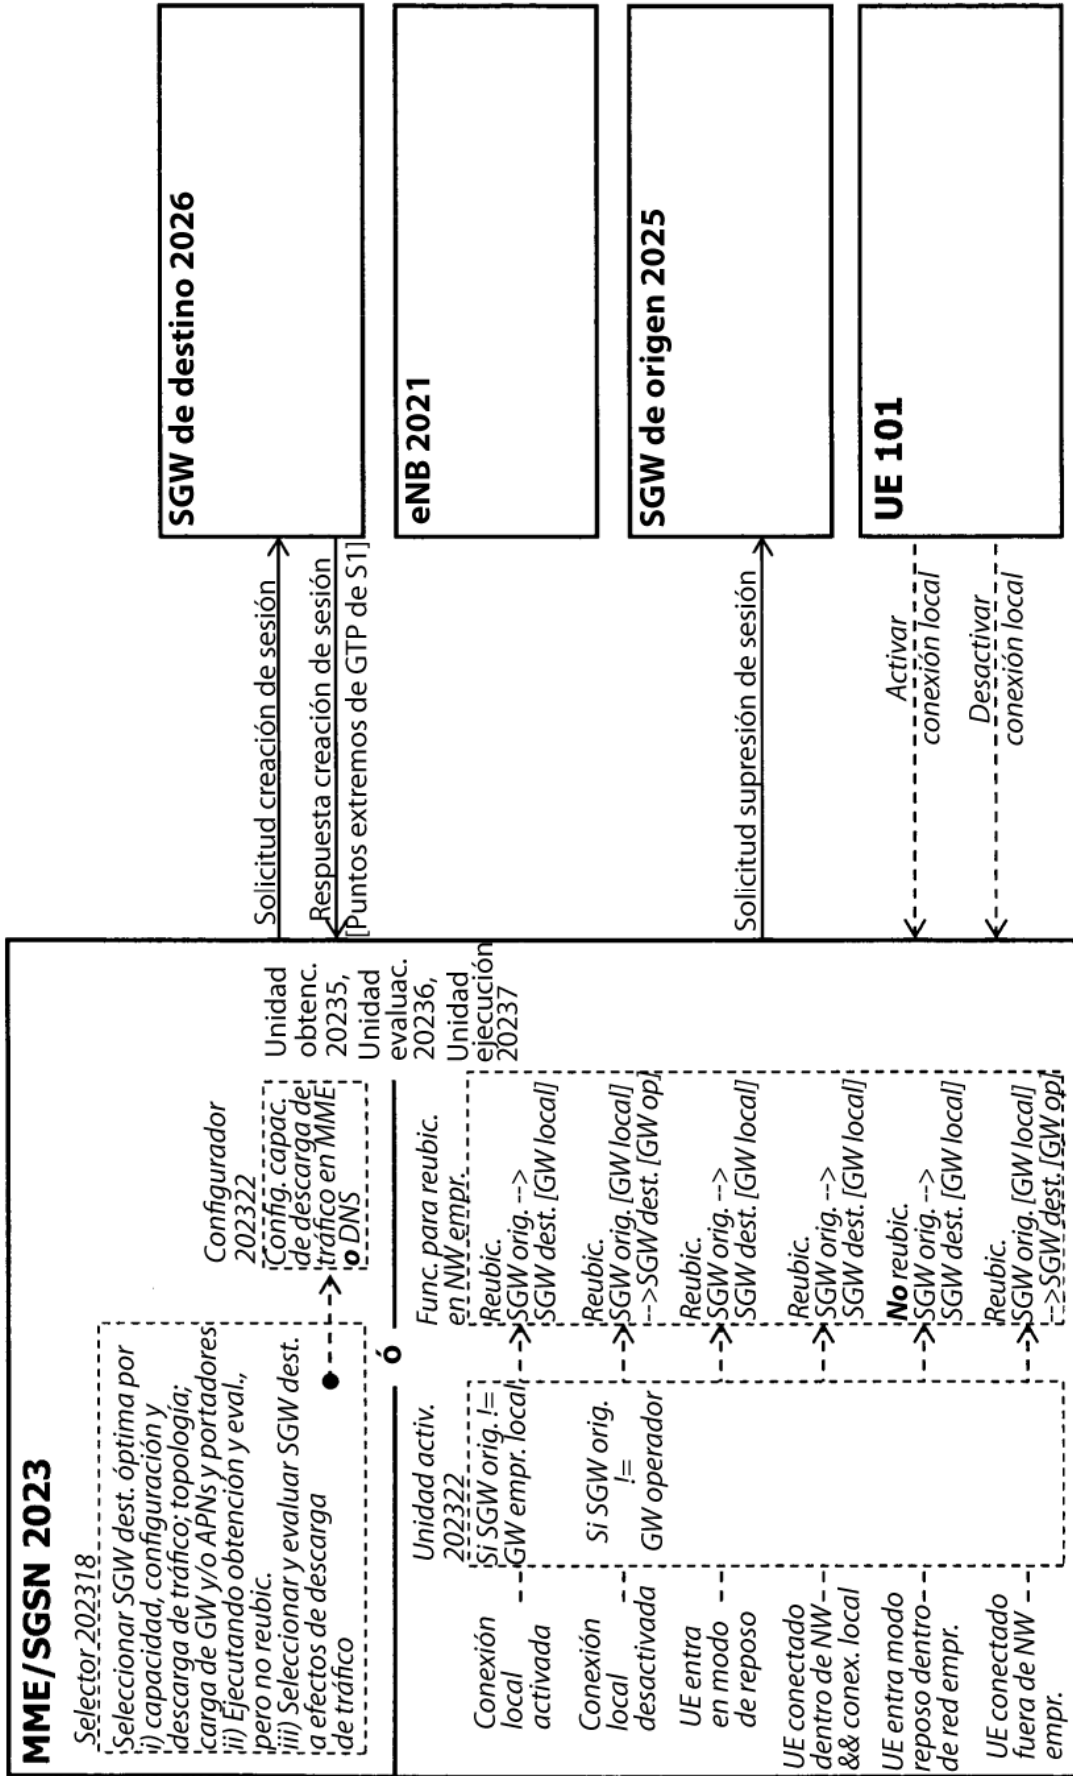 MME/SGSN 2023
Selector 202318
Seleccionar SGW dest. óptima por
i) capacidad, configuración y
descarga de tráfico; topología;
carga de GW y/o APNs y portadores
ii) Ejecutando obtención y eval.,
pero no reubic.
iii) Seleccionar y evaluar SGW dest.
a efectos de descarga
de tráfico
Configurador
202322
Config. capac.
de descarga de
tráfico en MME
o DNS
Unidad
obtenc.
20235,
Unidad
evaluac.
20236,
Unidad
ejecución
20237
Ó
Unidad activ.
202322
Si SGW orig. !=
GW empr. local
Si SGW orig.
!=
GW operador
Func. para reubic.
en NW empr.
Conexión
local
activada
Reubic.
SGW orig. -->
SGW dest. [GW local]
Conexión
local
desactivada
Reubic.
SGW orig. [GW local]
-->SGW dest. [GW op]
UE entra
en modo
de reposo
Reubic.
SGW orig. -->
SGW dest. [GW local]
UE conectado
dentro de NW
&& conex. local
Reubic.
SGW orig. -->
SGW dest. [GW local]
UE entra modo
reposo dentro
de red empr.
No reubic.
SGW orig. -->
SGW dest. [GW local]
UE conectado
fuera de NW
empr.
Reubic.
SGW orig. [GW local]
-->SGW dest. [GW op]
Solicitud creación de sesión
Respuesta creación de sesión
[Puntos extremos de GTP de S1]
Solicitud supresión de sesión
Activar
conexión local
Desactivar
conexión local
SGW de destino 2026
eNB 2021
SGW de origen 2025
UE 101